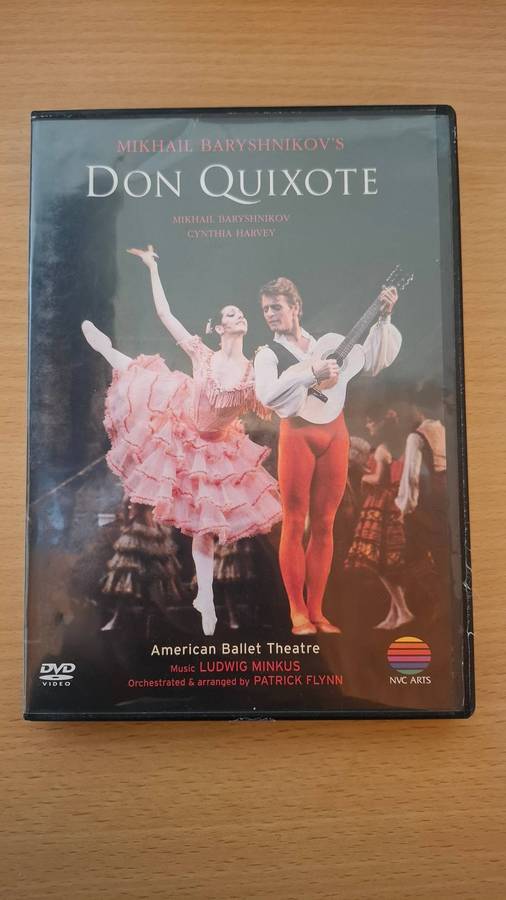 MIKHAIL BARYSHNIKOV'S
DON QUIXOTE
MIKHAIL BARYSHNIKOV
CYNTHIA HARVEY
American Ballet Theatre
Music LUDWIG MINKUS
Orchestrated & arranged by PATRICK FLYNN
DVD
VIDEO
NVC ARTS